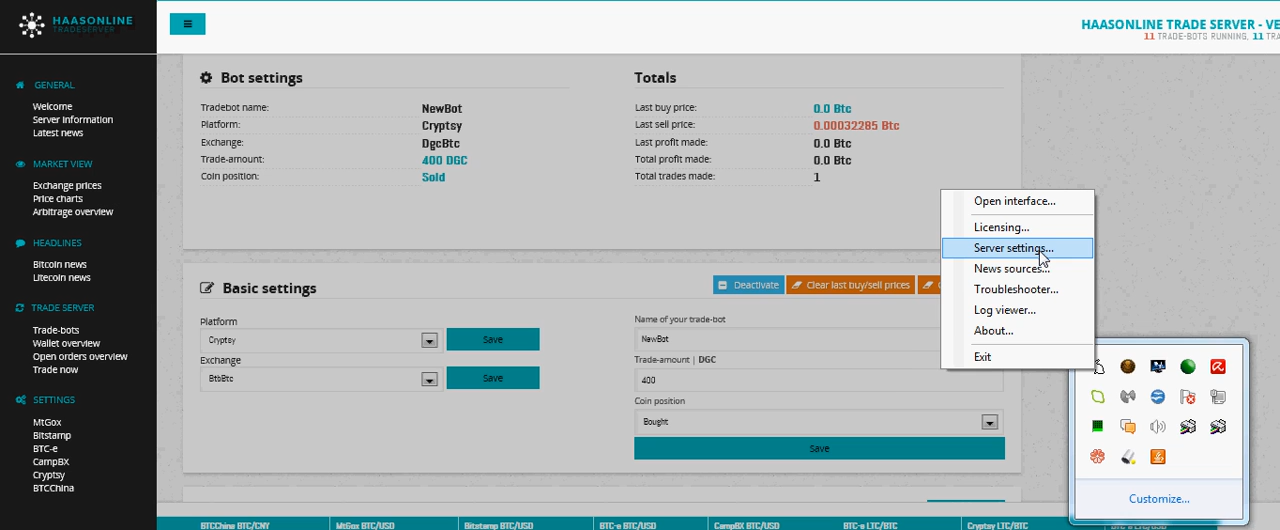 HAASONLINE
TRADESERVER
HAASONLINE TRADE SERVER - VE
11 TRADE-BOTS RUNNING, 11 TRA
GENERAL
Welcome
Server information
Latest news
MARKET VIEW
Exchange prices
Price charts
Arbitrage overview
HEADLINES
Bitcoin news
Litecoin news
TRADE SERVER
Trade-bots
Wallet overview
Open orders overview
Trade now
SETTINGS
MtGox
Bitstamp
BTC-e
CampBX
Cryptsy
BTCChina
Bot settings
Tradebot name: NewBot
Platform: Cryptsy
Exchange: DgcBtc
Trade-amount: 400 DGC
Coin position: Sold
Totals
Last buy price: 0.0 Btc
Last sell price: 0.00032285 Btc
Last profit made: 0.0 Btc
Total profit made: 0.0 Btc
Total trades made: 1
Basic settings
Deactivate
Clear last buy/sell prices
Platform
Cryptsy
Save
Exchange
BtbBtc
Save
Name of your trade-bot
NewBot
Trade-amount | DGC
400
Coin position
Bought
Save
Open interface...
Licensing...
Server settings...
News sources...
Troubleshooter...
Log viewer...
About...
Exit
Customize...
BTCChina BTC/CNY
MtGox BTC/USD
Bitstamp BTC/USD
BTC-e BTC/USD
CampBX BTC/USD
BTC-e LTC/BTC
Cryptsy LTC/BTC